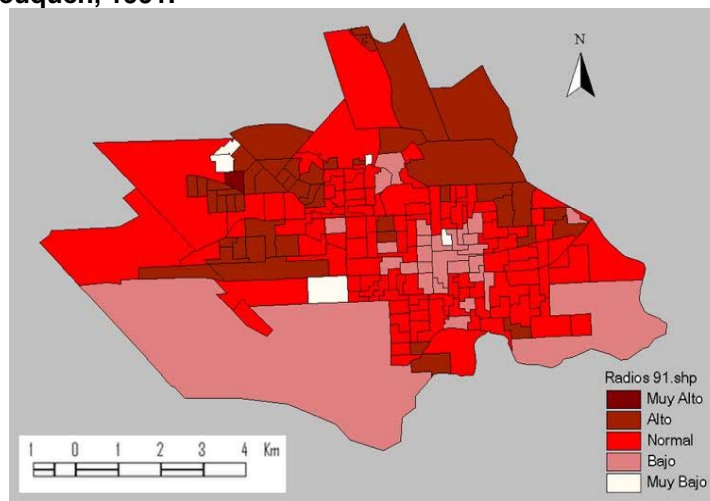 N
Radios 91.shp
Muy Alto
Alto
Normal
Bajo
Muy Bajo
1 0 1 2 3 4 Km